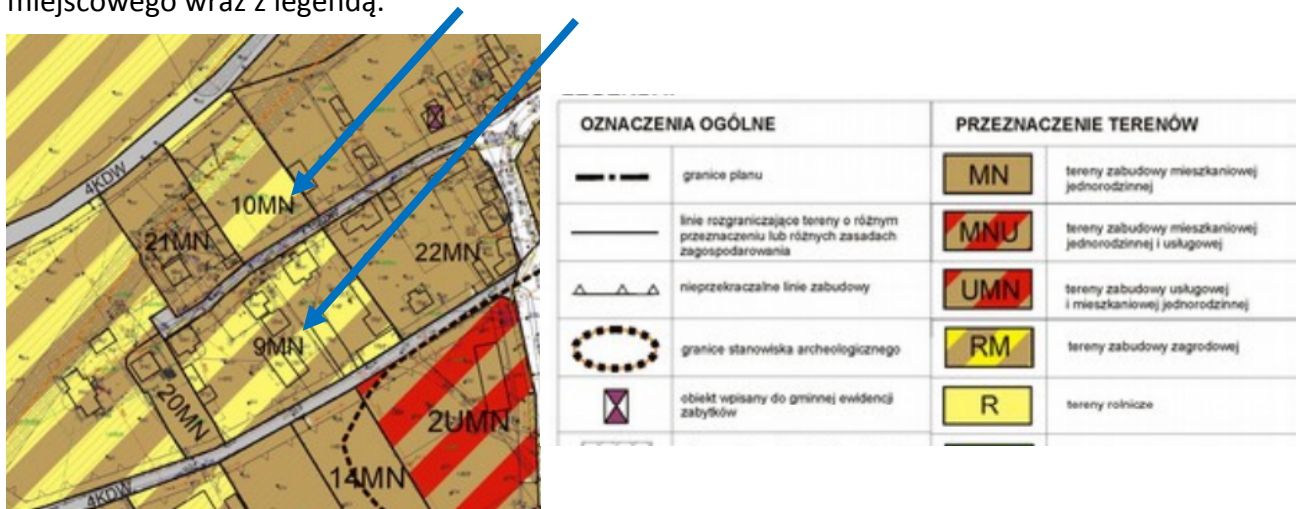 miejscowego wraz z legendą.
4KDW
10MN
21MN
22MN
9MN
20MN
2UMN
14MN
4KDW
OZNACZENIA OGÓLNE
granice planu
linie rozgraniczające tereny o różnym
przeznaczeniu lub różnych zasadach
zagospodarowania
nieprzekraczalne linie zabudowy
granice stanowiska archeologicznego
obiekt wpisany do gminnej ewidencji
zabytków
PRZEZNACZENIE TERENÓW
MN
tereny zabudowy mieszkaniowej
jednorodzinnej
MNU
tereny zabudowy mieszkaniowej
jednorodzinnej i usługowej
UMN
tereny zabudowy usługowej
i mieszkaniowej jednorodzinnej
RM
tereny zabudowy zagrodowej
R
tereny rolnicze